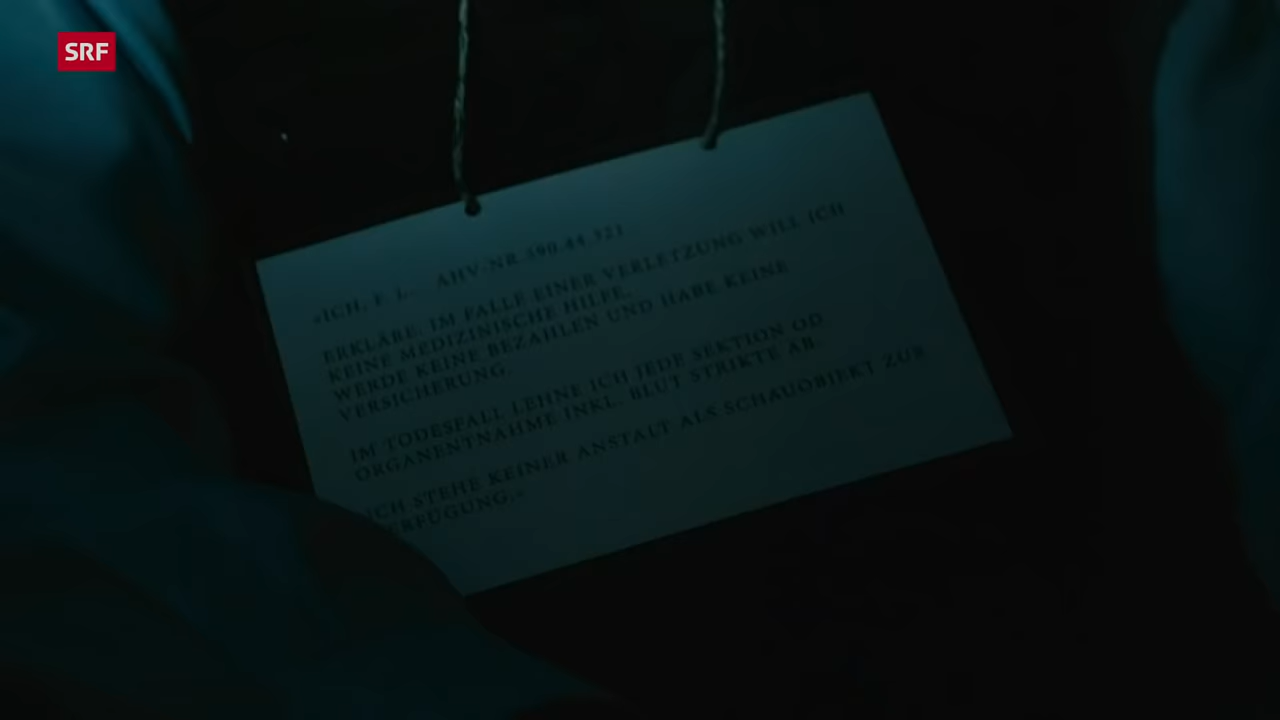 SRF
«ICH, E. L., AHV-NR.390.44.321
ERKLÄRE: IM FALLE EINER VERLETZUNG WILL ICH
KEINE MEDIZINISCHE HILFE.
WERDE KEINE BEZAHLEN UND HABE KEINE
VERSICHERUNG.
IM TODESFALL LEHNE ICH JEDE SEKTION OD.
ORGANENTNAHME INKL. BLUT STRIKTE AB.
ICH STEHE KEINER ANSTALT ALS SCHAUOBJEKT ZUR
ERFÜGUNG.»